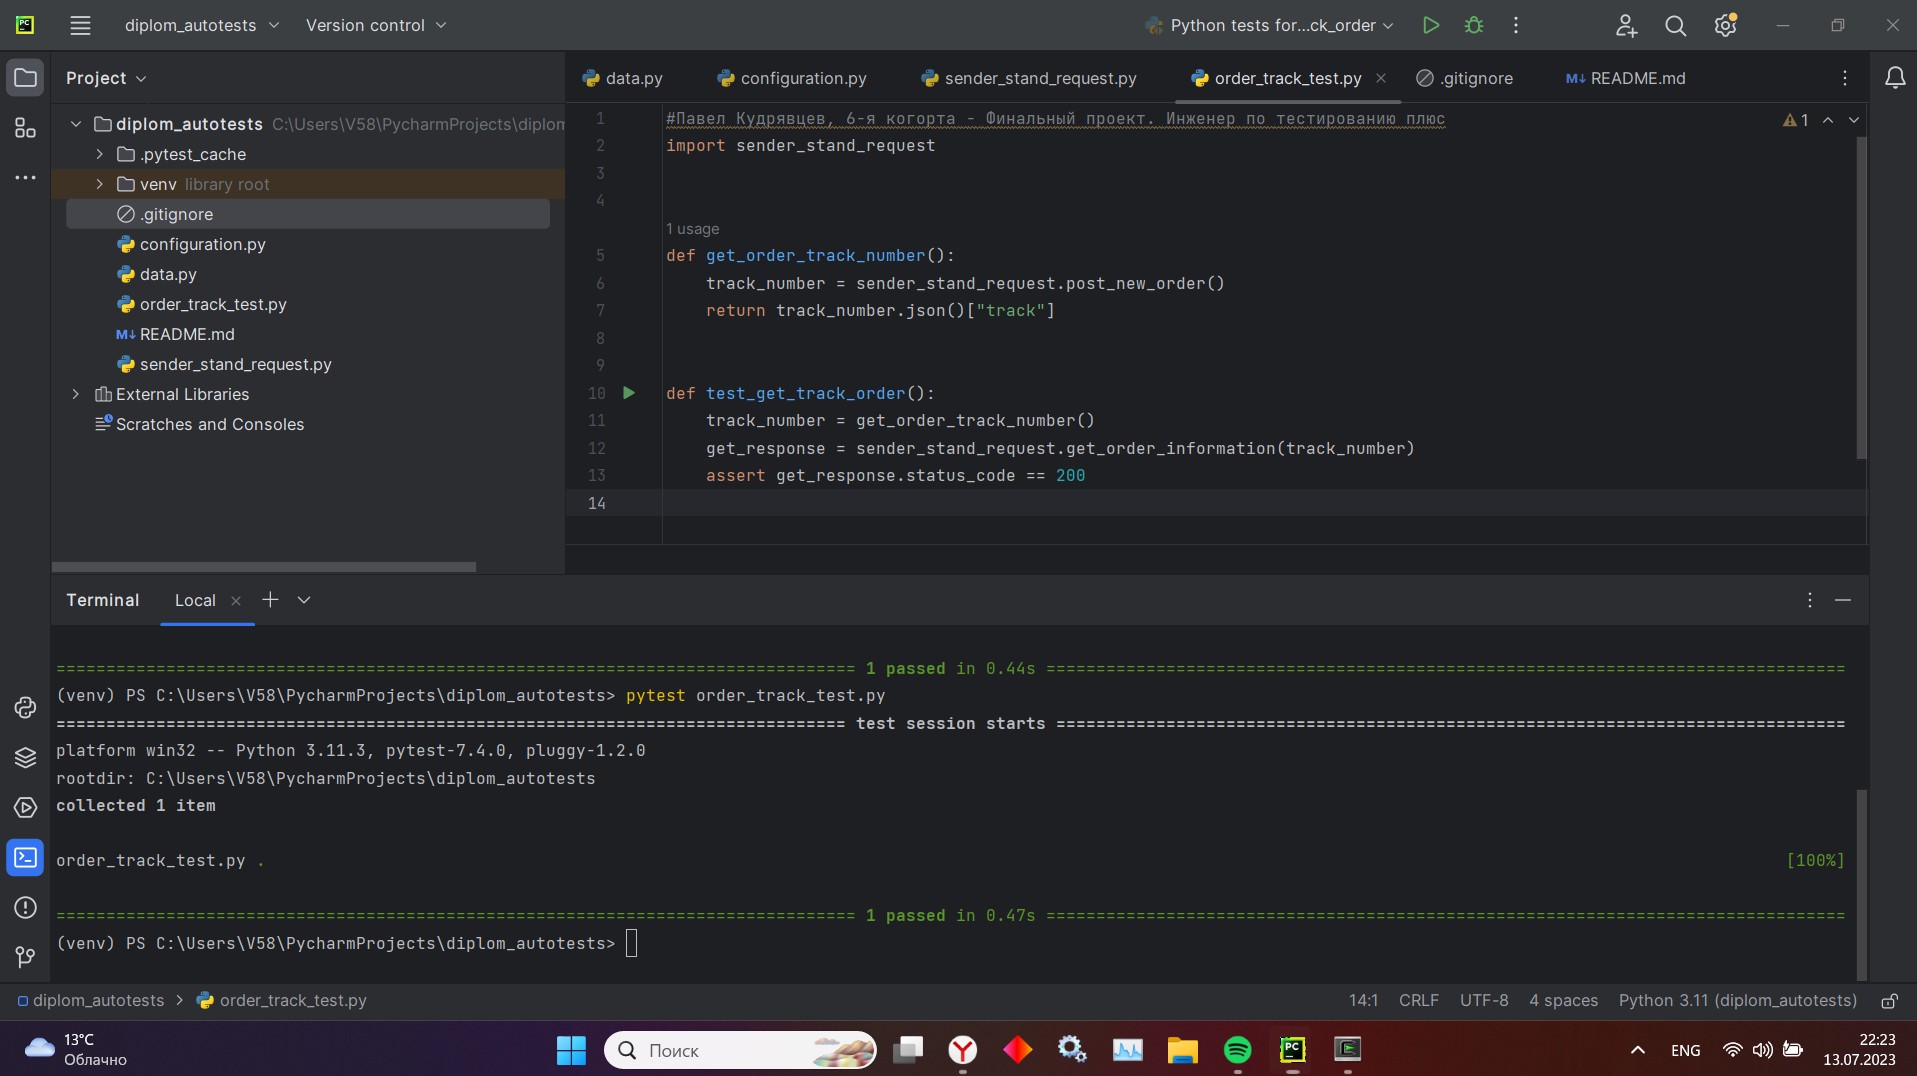 diplom_autotests Version control Python tests for...ck_order
Project
data.py configuration.py sender_stand_request.py order_track_test.py .gitignore M↓ README.md
diplom_autotests C:\Users\V58\PycharmProjects\diplom
.pytest_cache
venv library root
.gitignore
configuration.py
data.py
order_track_test.py
M↓ README.md
sender_stand_request.py
External Libraries
Scratches and Consoles
1 #Павел Кудрявцев, 6-я когорта - Финальный проект. Инженер по тестированию плюс
1
2 import sender_stand_request
3
4
1 usage
5 def get_order_track_number():
6 track_number = sender_stand_request.post_new_order()
7 return track_number.json()["track"]
8
9
10 def test_get_track_order():
11 track_number = get_order_track_number()
12 get_response = sender_stand_request.get_order_information(track_number)
13 assert get_response.status_code == 200
14
Terminal Local
================================================================================ 1 passed in 0.44s ================================================================================
(venv) PS C:\Users\V58\PycharmProjects\diplom_autotests> pytest order_track_test.py
=============================================================================== test session starts ===============================================================================
platform win32 -- Python 3.11.3, pytest-7.4.0, pluggy-1.2.0
rootdir: C:\Users\V58\PycharmProjects\diplom_autotests
collected 1 item
order_track_test.py . [100%]
================================================================================ 1 passed in 0.47s ================================================================================
(venv) PS C:\Users\V58\PycharmProjects\diplom_autotests>
diplom_autotests > order_track_test.py 14:1 CRLF UTF-8 4 spaces Python 3.11 (diplom_autotests)
13°C
Облачно
Поиск
ENG
22:23
13.07.2023